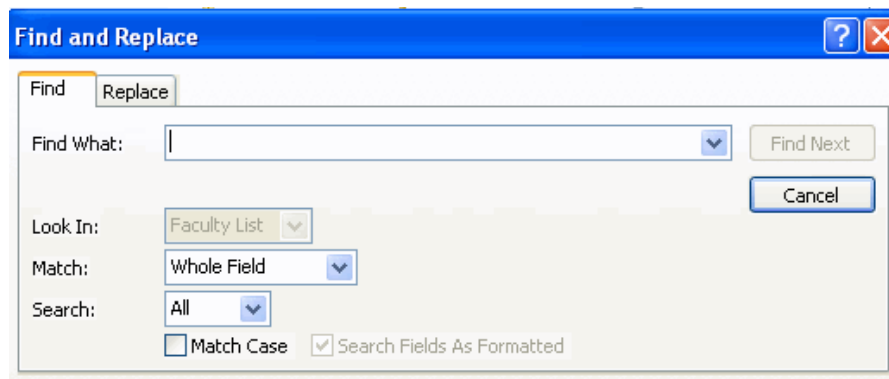 Find and Replace
Find Replace
Find What: Find Next
Cancel
Look In: Faculty List
Match: Whole Field
Search: All
Match Case Search Fields As Formatted